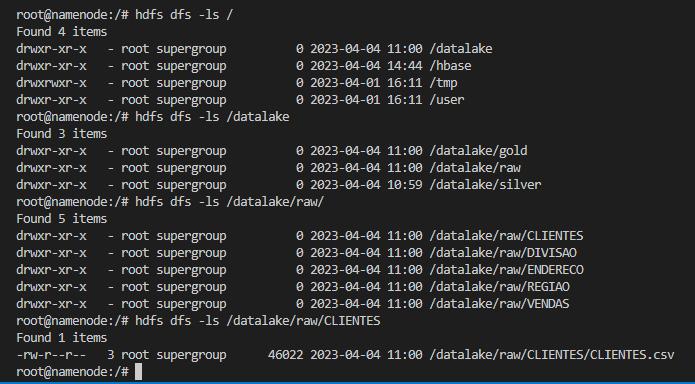 root@namenode:/# hdfs dfs -ls /
Found 4 items
drwxr-xr-x   - root supergroup          0 2023-04-04 11:00 /datalake
drwxr-xr-x   - root supergroup          0 2023-04-04 14:44 /hbase
drwxrwxr-x   - root supergroup          0 2023-04-01 16:11 /tmp
drwxr-xr-x   - root supergroup          0 2023-04-01 16:11 /user
root@namenode:/# hdfs dfs -ls /datalake
Found 3 items
drwxr-xr-x   - root supergroup          0 2023-04-04 11:00 /datalake/gold
drwxr-xr-x   - root supergroup          0 2023-04-04 11:00 /datalake/raw
drwxr-xr-x   - root supergroup          0 2023-04-04 10:59 /datalake/silver
root@namenode:/# hdfs dfs -ls /datalake/raw/
Found 5 items
drwxr-xr-x   - root supergroup          0 2023-04-04 11:00 /datalake/raw/CLIENTES
drwxr-xr-x   - root supergroup          0 2023-04-04 11:00 /datalake/raw/DIVISAO
drwxr-xr-x   - root supergroup          0 2023-04-04 11:00 /datalake/raw/ENDERECO
drwxr-xr-x   - root supergroup          0 2023-04-04 11:00 /datalake/raw/REGIAO
drwxr-xr-x   - root supergroup          0 2023-04-04 11:00 /datalake/raw/VENDAS
root@namenode:/# hdfs dfs -ls /datalake/raw/CLIENTES
Found 1 items
-rw-r--r--   3 root supergroup      46022 2023-04-04 11:00 /datalake/raw/CLIENTES/CLIENTES.csv
root@namenode:/#